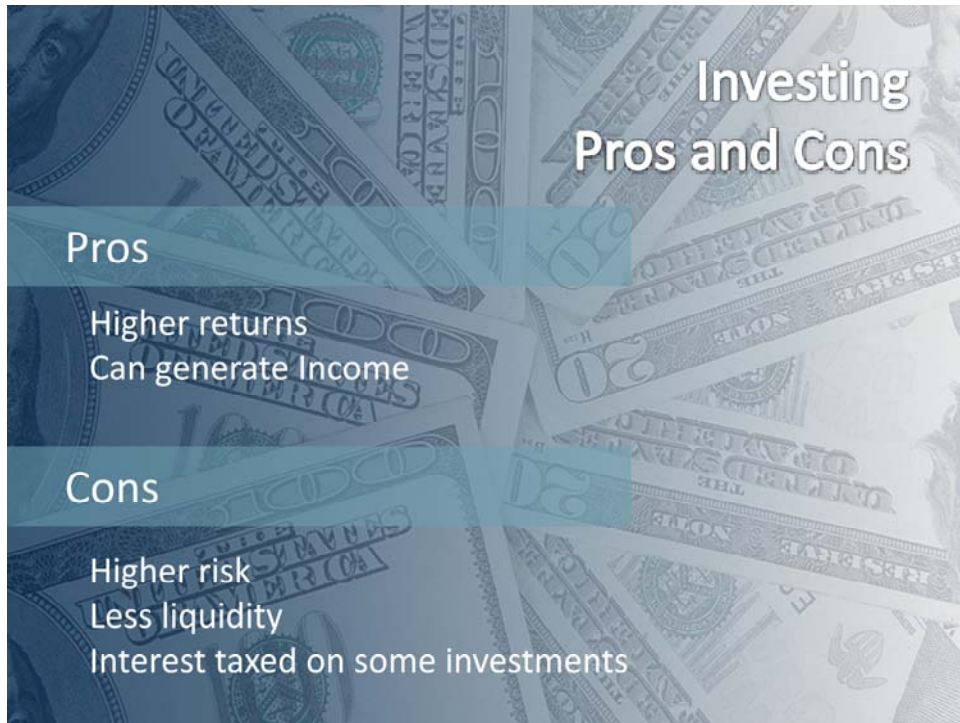 Investing
Pros and Cons
Pros
Higher returns
Can generate Income
Cons
Higher risk
Less liquidity
Interest taxed on some investments